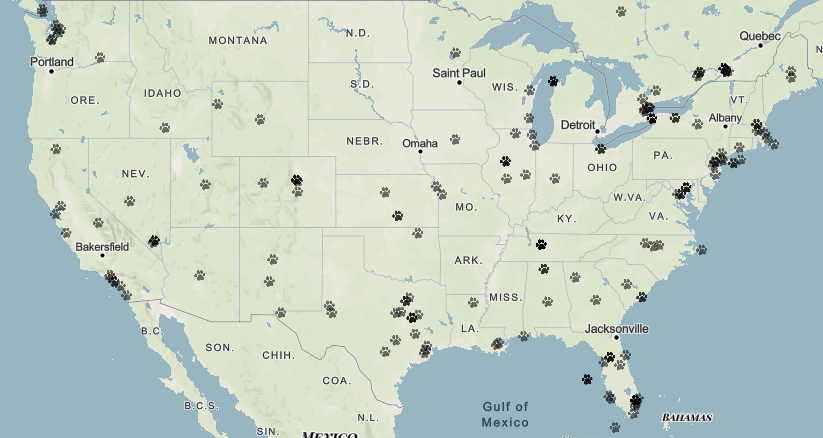 Quebec
MONTANA
N.D.
Portland
Saint Paul
S.D.
WIS.
VT.
ORE.
IDAHO
Albany
Detroit
NEBR.
Omaha
PA.
OHIO
NEV.
W.VA.
MO.
KY.
VA.
Bakersfield
ARK.
MISS.
B.C.
LA.
Jacksonville
SON.
CHIH.
COA.
B.C.S.
Gulf of
Mexico
N.L.
BAHAMAS
SIN.
MEXICO
N